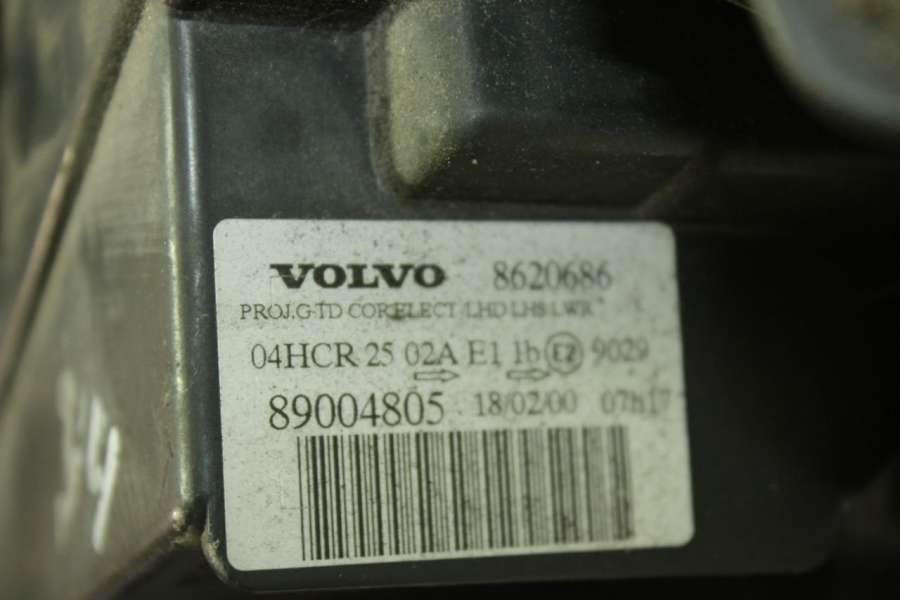 VOLVO 8620686
PROJ.G-TD COR ELECT /LHD LHS LWR
04HCR 25 02A E1 1b E2 9029
89004805 18/02/00 07h17